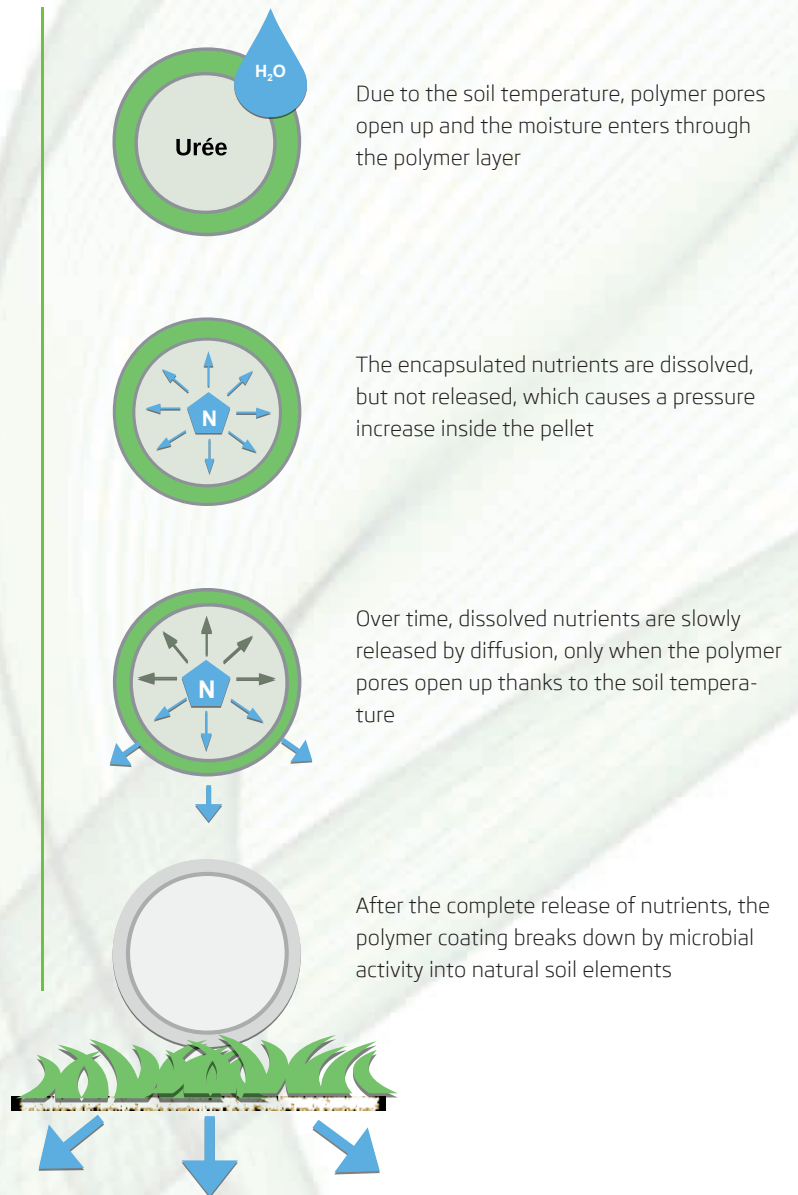 H₂O
Urée
Due to the soil temperature, polymer pores
open up and the moisture enters through
the polymer layer
N
The encapsulated nutrients are dissolved,
but not released, which causes a pressure
increase inside the pellet
N
Over time, dissolved nutrients are slowly
released by diffusion, only when the polymer
pores open up thanks to the soil tempera-
ture
After the complete release of nutrients, the
polymer coating breaks down by microbial
activity into natural soil elements